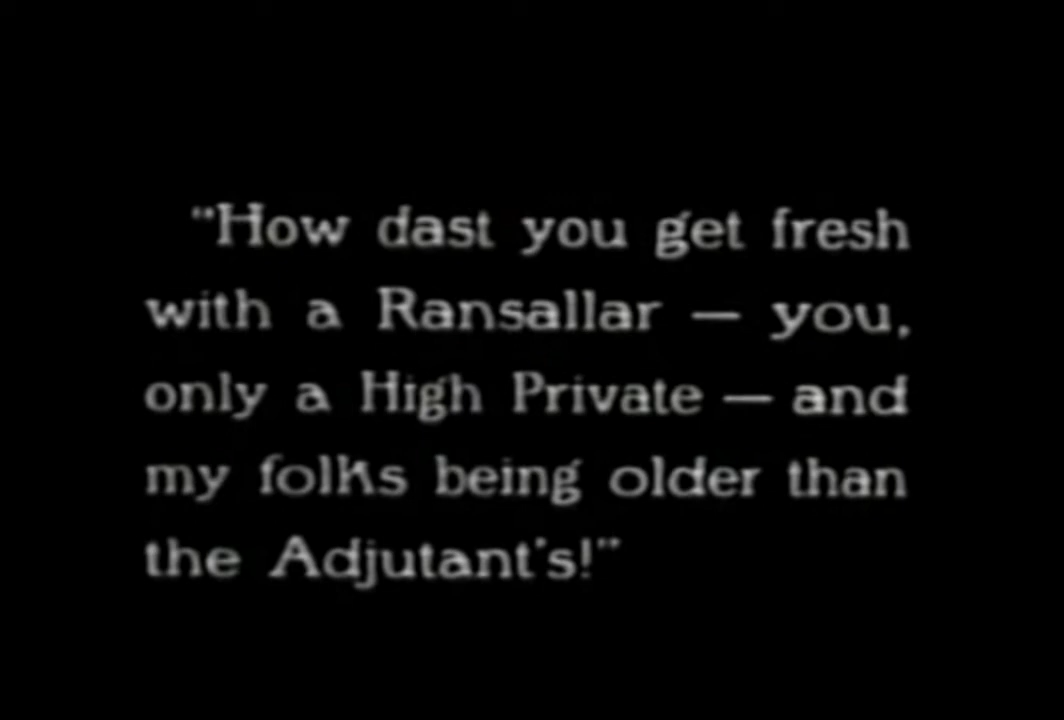 "How dast you get fresh
with a Ransallar — you,
only a High Private — and
my folks being older than
the Adjutant's!"